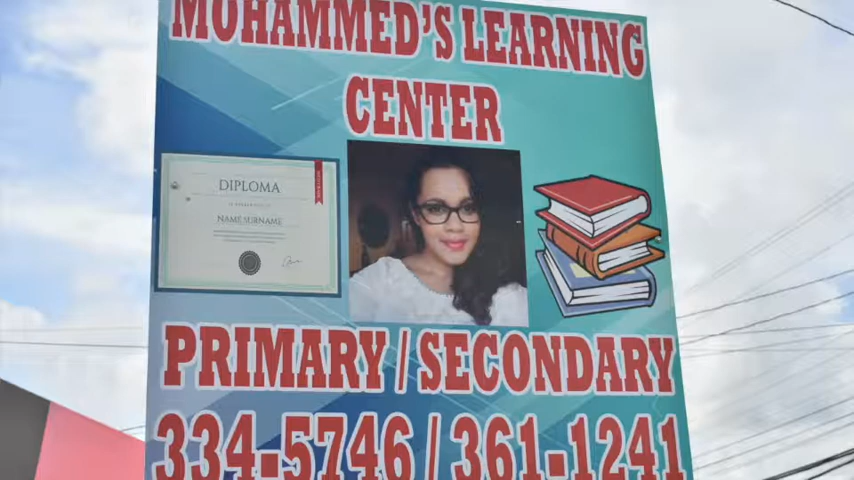 MOHAMMED'S LEARNING
CENTER
DIPLOMA
NAME SURNAME
PRIMARY / SECONDARY
334-5746 / 361-1241